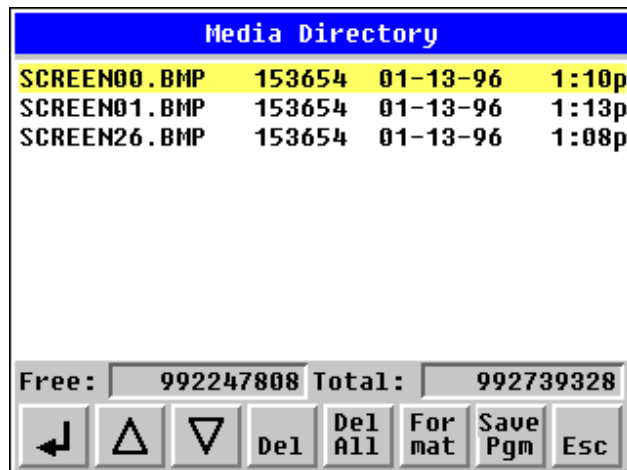 Media Directory
SCREEN00.BMP 153654 01-13-96 1:10p
SCREEN01.BMP 153654 01-13-96 1:13p
SCREEN26.BMP 153654 01-13-96 1:08p
Free: 992247808 Total: 992739328
Del Del All For mat Save Pgm Esc